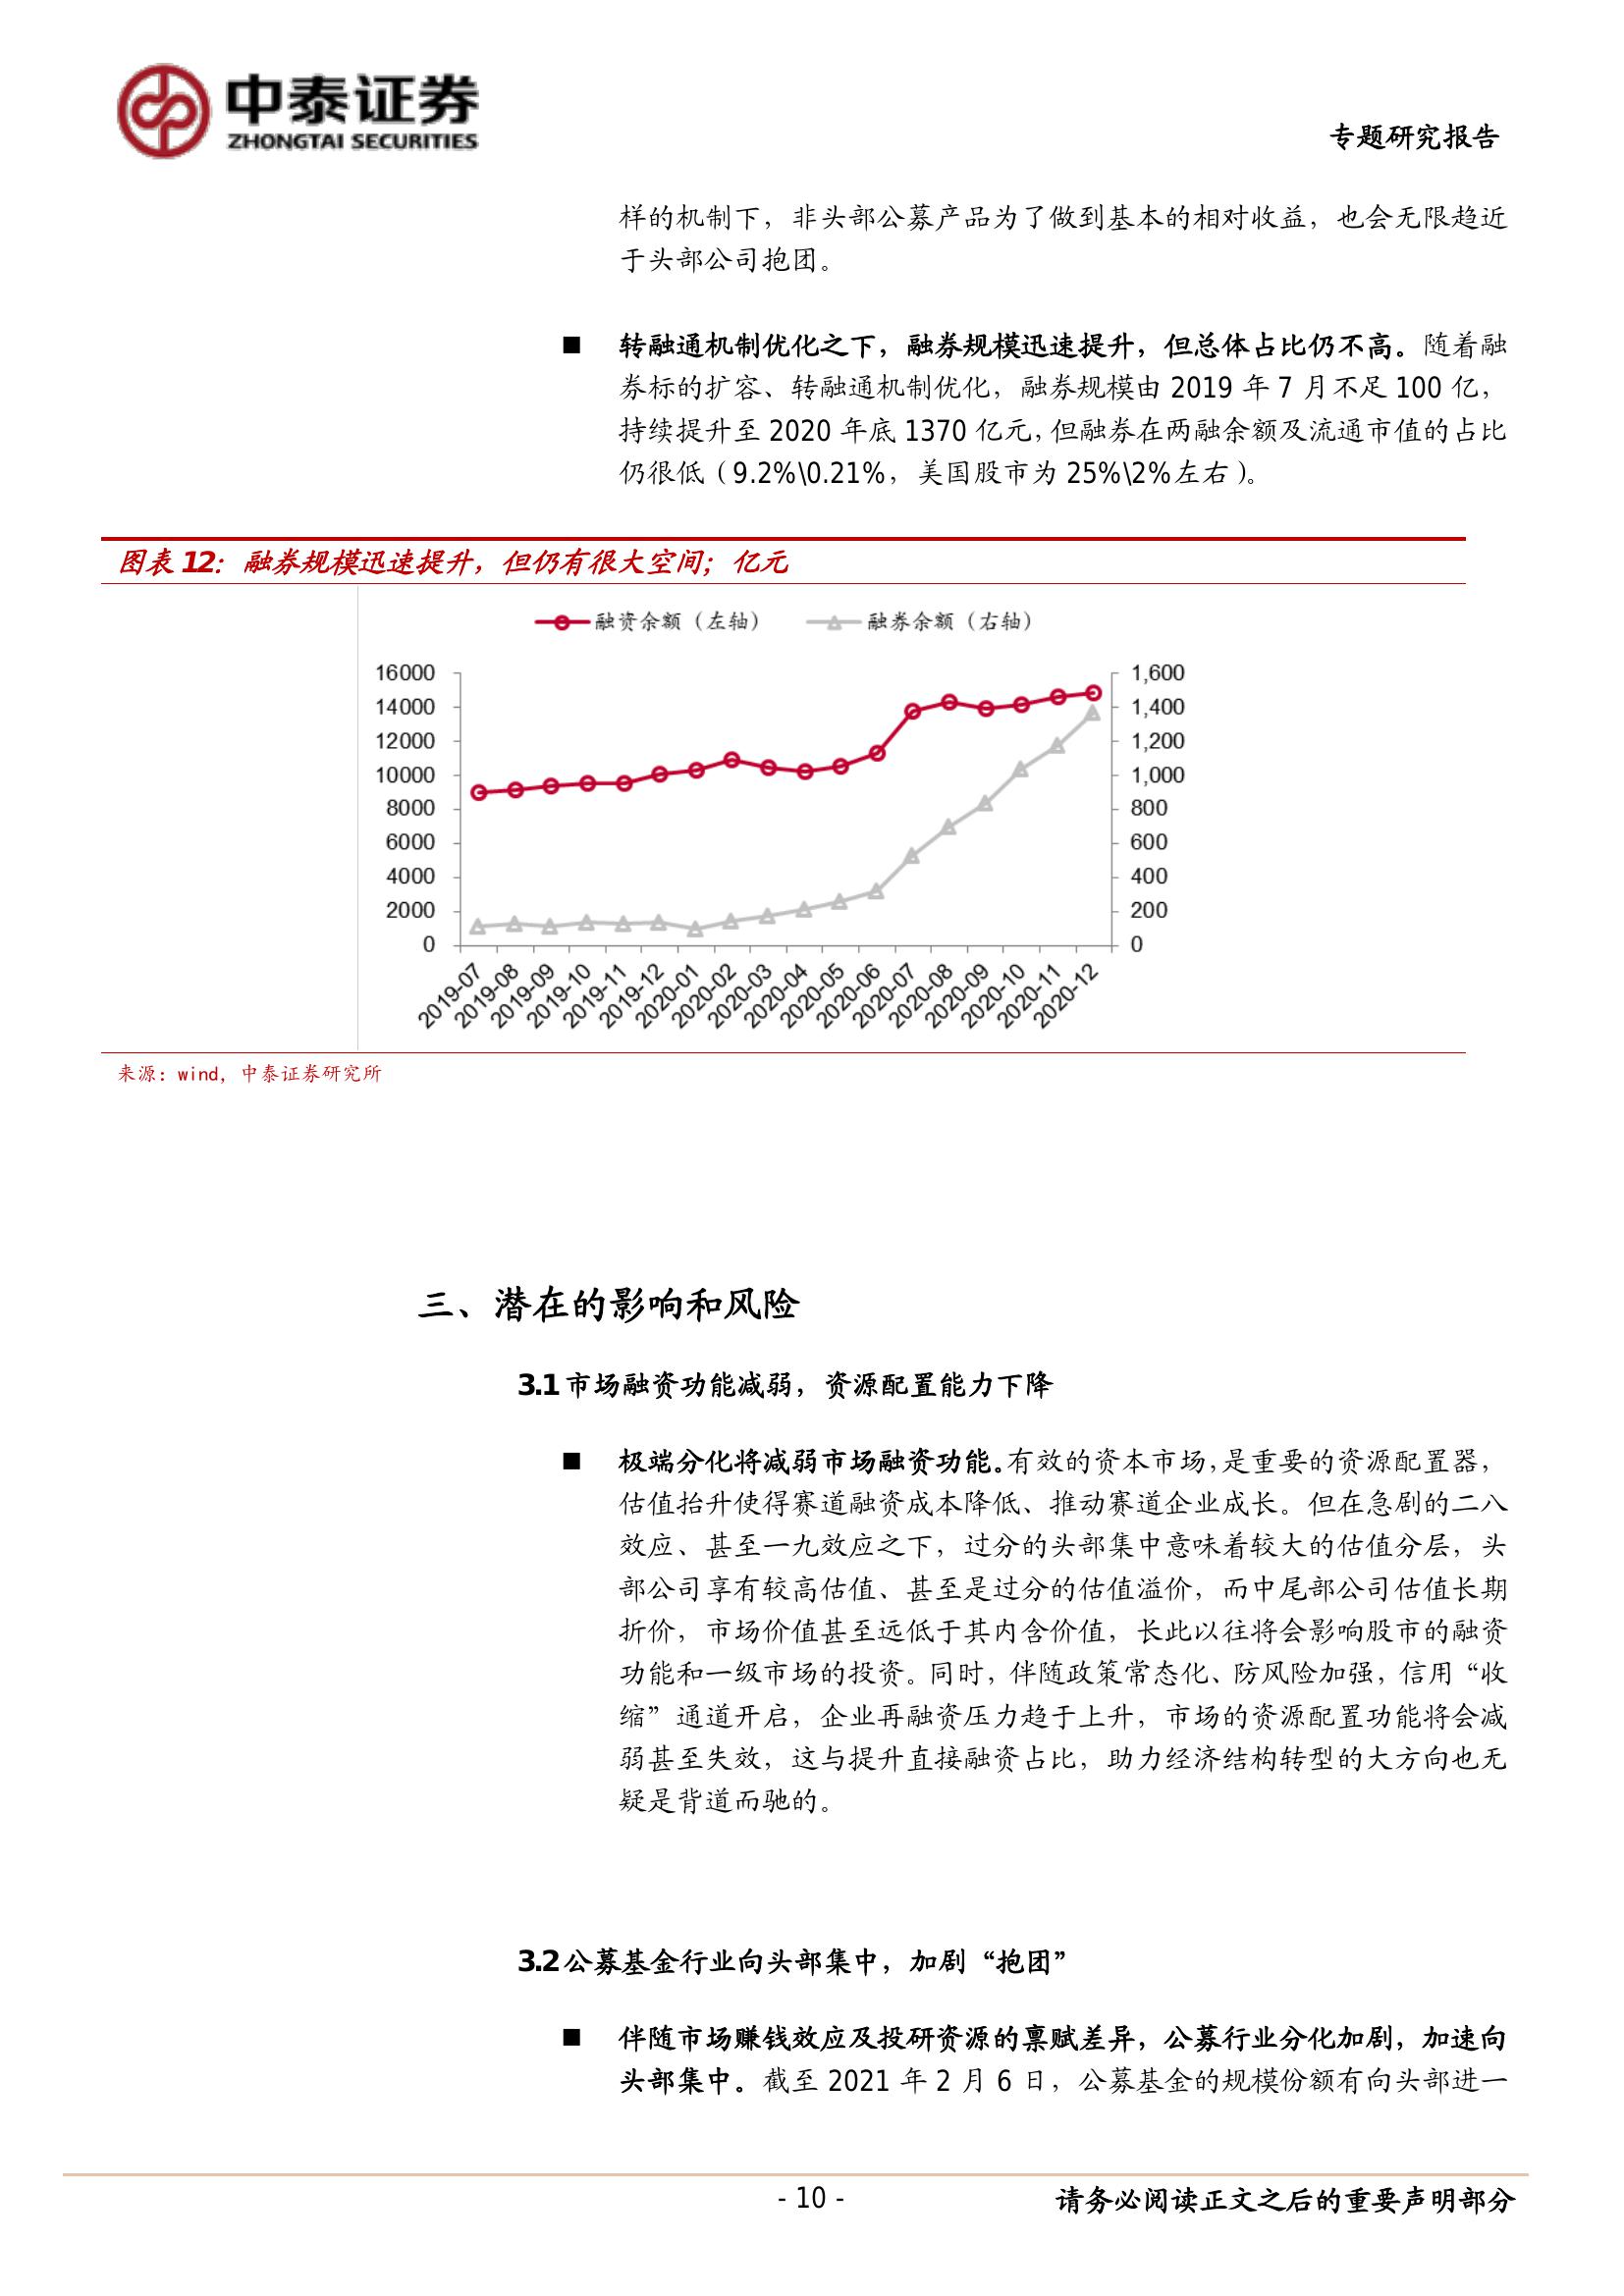 中泰证券
ZHONGTAI SECURITIES
专题研究报告
样的机制下，非头部公募产品为了做到基本的相对收益，也会无限趋近
于头部公司抱团。
■ 转融通机制优化之下，融券规模迅速提升，但总体占比仍不高。随着融
券标的扩容、转融通机制优化，融券规模由 2019 年 7 月不足 100 亿，
持续提升至 2020 年底 1370 亿元，但融券在两融余额及流通市值的占比
仍很低（9.2%\0.21%，美国股市为 25%\2%左右）。
图表 12：融券规模迅速提升，但仍有很大空间；亿元
融资余额（左轴） 融券余额（右轴）
16000 1,600
14000 1,400
12000 1,200
10000 1,000
8000 800
6000 600
4000 400
2000 200
0 0
2019-07 2019-08 2019-09 2019-10 2019-11 2019-12 2020-01 2020-02 2020-03 2020-04 2020-05 2020-06 2020-07 2020-08 2020-09 2020-10 2020-11 2020-12
来源：wind，中泰证券研究所
三、潜在的影响和风险
3.1 市场融资功能减弱，资源配置能力下降
■ 极端分化将减弱市场融资功能。有效的资本市场，是重要的资源配置器，
估值抬升使得赛道融资成本降低、推动赛道企业成长。但在急剧的二八
效应、甚至一九效应之下，过分的头部集中意味着较大的估值分层，头
部公司享有较高估值、甚至是过分的估值溢价，而中尾部公司估值长期
折价，市场价值甚至远低于其内含价值，长此以往将会影响股市的融资
功能和一级市场的投资。同时，伴随政策常态化、防风险加强，信用“收
缩”通道开启，企业再融资压力趋于上升，市场的资源配置功能将会减
弱甚至失效，这与提升直接融资占比，助力经济结构转型的大方向也无
疑是背道而驰的。
3.2 公募基金行业向头部集中，加剧“抱团”
■ 伴随市场赚钱效应及投研资源的禀赋差异，公募行业分化加剧，加速向
头部集中。截至 2021 年 2 月 6 日，公募基金的规模份额有向头部进一
- 10 -
请务必阅读正文之后的重要声明部分